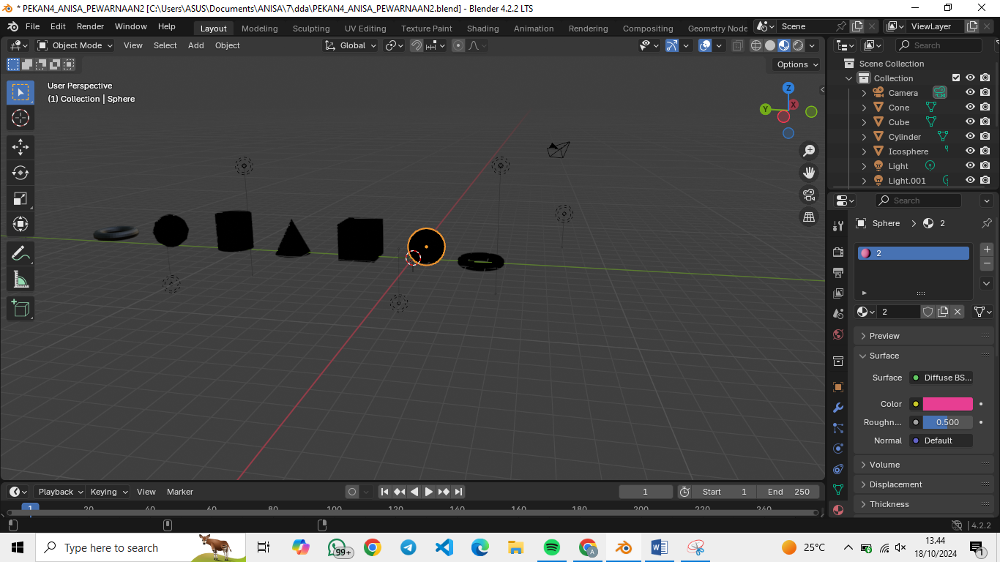 * PEKAN4_ANISA_PEWARNAAN2 [C:\Users\ASUS\Documents\ANISA\7\dda\PEKAN4_ANISA_PEWARNAAN2.blend] - Blender 4.2.2 LTS
File Edit Render Window Help Layout Modeling Sculpting UV Editing Texture Paint Shading Animation Rendering Compositing Geometry Node Scene ViewLayer
Object Mode View Select Add Object Global Search
Options
User Perspective
(1) Collection | Sphere
Z
Y
X
Scene Collection
Collection
Camera
Cone
Cube
Cylinder
Icosphere
Light
Light.001
Search
Sphere > 2
2
2
Preview
Surface
Surface Diffuse BS...
Color
Roughn... 0.500
Normal Default
Volume
Displacement
Thickness
Playback Keying View Marker 1 Start 1 End 250
1 20 40 60 80 100 120 140 160 180 200 220 240
4.2.2
Type here to search
99+
A
W
25°C
13.44
18/10/2024
1